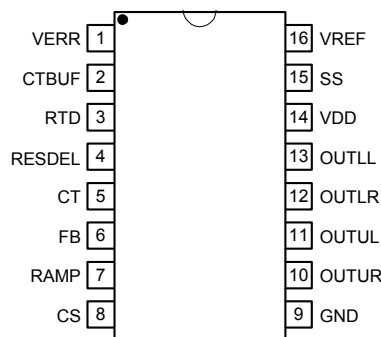 VERR 1 16 VREF
CTBUF 2 15 SS
RTD 3 14 VDD
RESDEL 4 13 OUTLL
CT 5 12 OUTLR
FB 6 11 OUTUL
RAMP 7 10 OUTUR
CS 8 9 GND